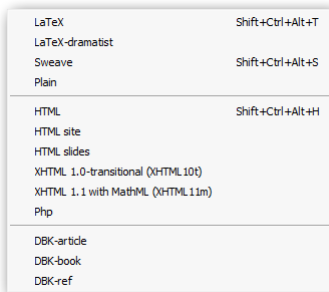 LaTeX Shift+Ctrl+Alt+T
LaTeX-dramatist
Sweave Shift+Ctrl+Alt+S
Plain
HTML Shift+Ctrl+Alt+H
HTML site
HTML slides
XHTML 1.0-transitional (XHTML10t)
XHTML 1.1 with MathML (XHTML11m)
Php
DBK-article
DBK-book
DBK-ref